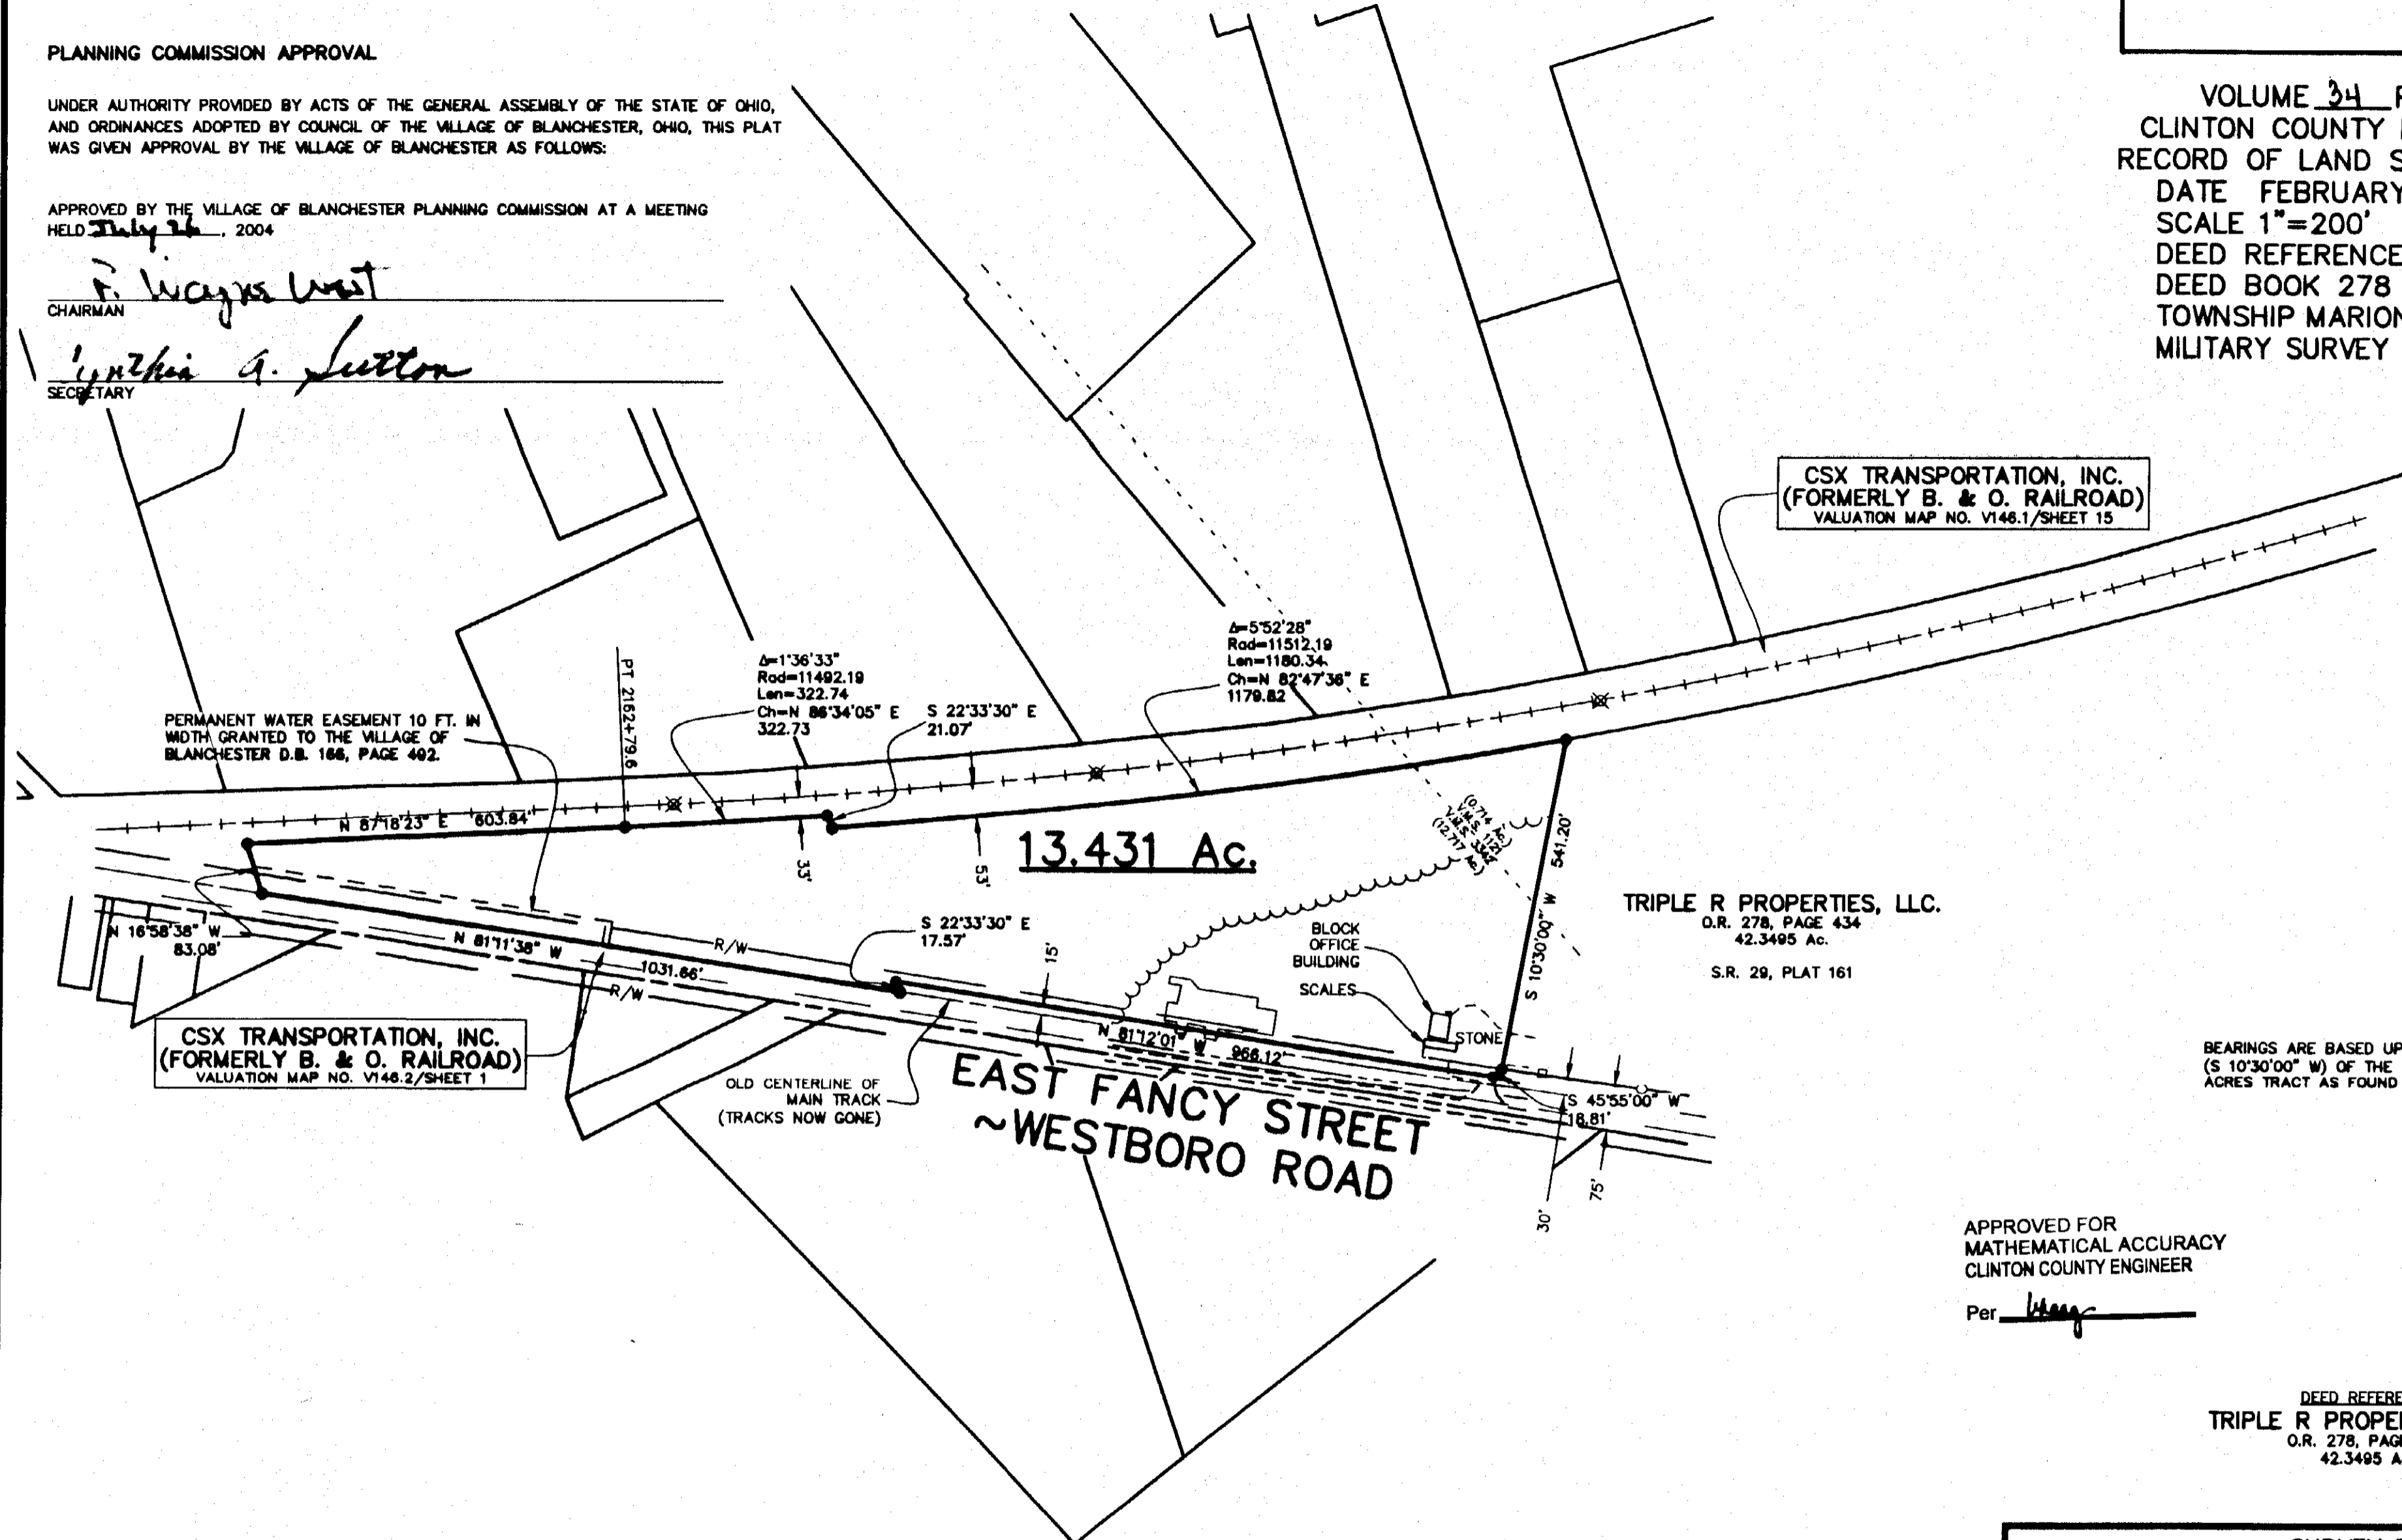 PLANNING COMMISSION APPROVAL
UNDER AUTHORITY PROVIDED BY ACTS OF THE GENERAL ASSEMBLY OF THE STATE OF OHIO,
AND ORDINANCES ADOPTED BY COUNCIL OF THE VILLAGE OF BLANCHESTER, OHIO, THIS PLAT
WAS GIVEN APPROVAL BY THE VILLAGE OF BLANCHESTER AS FOLLOWS:
APPROVED BY THE VILLAGE OF BLANCHESTER PLANNING COMMISSION AT A MEETING
HELD July 26, 2004
F. Wayne West
CHAIRMAN
Cynthia A. Sutton
SECRETARY
VOLUME 34
CLINTON COUNTY
RECORD OF LAND S
DATE FEBRUARY
SCALE 1"=200'
DEED REFERENCE
DEED BOOK 278
TOWNSHIP MARION
MILITARY SURVEY
CSX TRANSPORTATION, INC.
(FORMERLY B. & O. RAILROAD)
VALUATION MAP NO. V146.1/SHEET 15
Δ=5°52'28"
Rad=11512.19
Len=1180.34
Ch=N 82°47'36" E
1179.82
Δ=1°36'33"
Rad=11492.19
Len=322.74
Ch=N 86°34'05" E
322.73
S 22°33'30" E
21.07'
PT 2162+79.6
PERMANENT WATER EASEMENT 10 FT. IN
WIDTH GRANTED TO THE VILLAGE OF
BLANCHESTER D.B. 166, PAGE 492.
N 87°18'23" E 603.84'
33'
53'
13.431 Ac.
(0.714 Ac.)
(12.717 Ac.)
S 10°30'00" W 541.20'
TRIPLE R PROPERTIES, LLC.
O.R. 278, PAGE 434
42.3495 Ac.
S.R. 29, PLAT 161
N 16°58'38" W
83.08'
N 81°11'38" W
1031.66'
R/W
R/W
S 22°33'30" E
17.57'
15'
BLOCK
OFFICE
BUILDING
SCALES
STONE
N 81°12'01" W 966.12'
CSX TRANSPORTATION, INC.
(FORMERLY B. & O. RAILROAD)
VALUATION MAP NO. V146.2/SHEET 1
OLD CENTERLINE OF
MAIN TRACK
(TRACKS NOW GONE)
EAST FANCY STREET
~WESTBORO ROAD
S 45°55'00" W
18.81'
30'
75'
BEARINGS ARE BASED UP
(S 10°30'00" W) OF THE
ACRES TRACT AS FOUND
APPROVED FOR
MATHEMATICAL ACCURACY
CLINTON COUNTY ENGINEER
Per
DEED REFERE
TRIPLE R PROPE
O.R. 278, PAG
42.3495 A